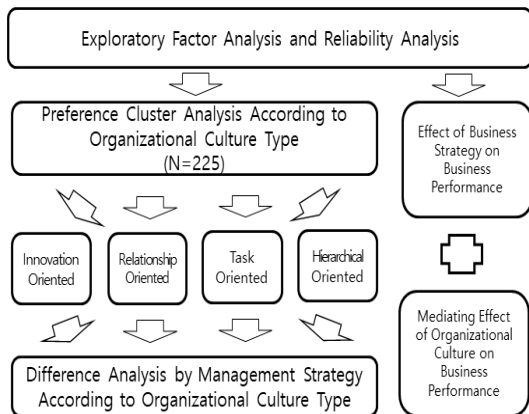 Exploratory Factor Analysis and Reliability Analysis
Preference Cluster Analysis According to
Organizational Culture Type
(N=225)
Effect of Business
Strategy on
Business
Performance
Innovation
Oriented
Relationship
Oriented
Task
Oriented
Hierarchical
Oriented
Mediating Effect
of Organizational
Culture on
Business
Performance
Difference Analysis by Management Strategy
According to Organizational Culture Type